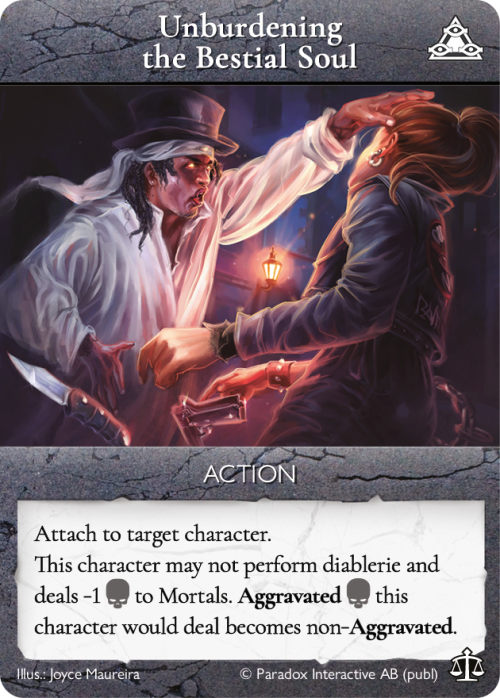 Unburdening
the Bestial Soul
ACTION
Attach to target character.
This character may not perform diablerie and
deals -1 to Mortals. Aggravated this
character would deal becomes non-Aggravated.
Illus.: Joyce Maureira © Paradox Interactive AB (publ)